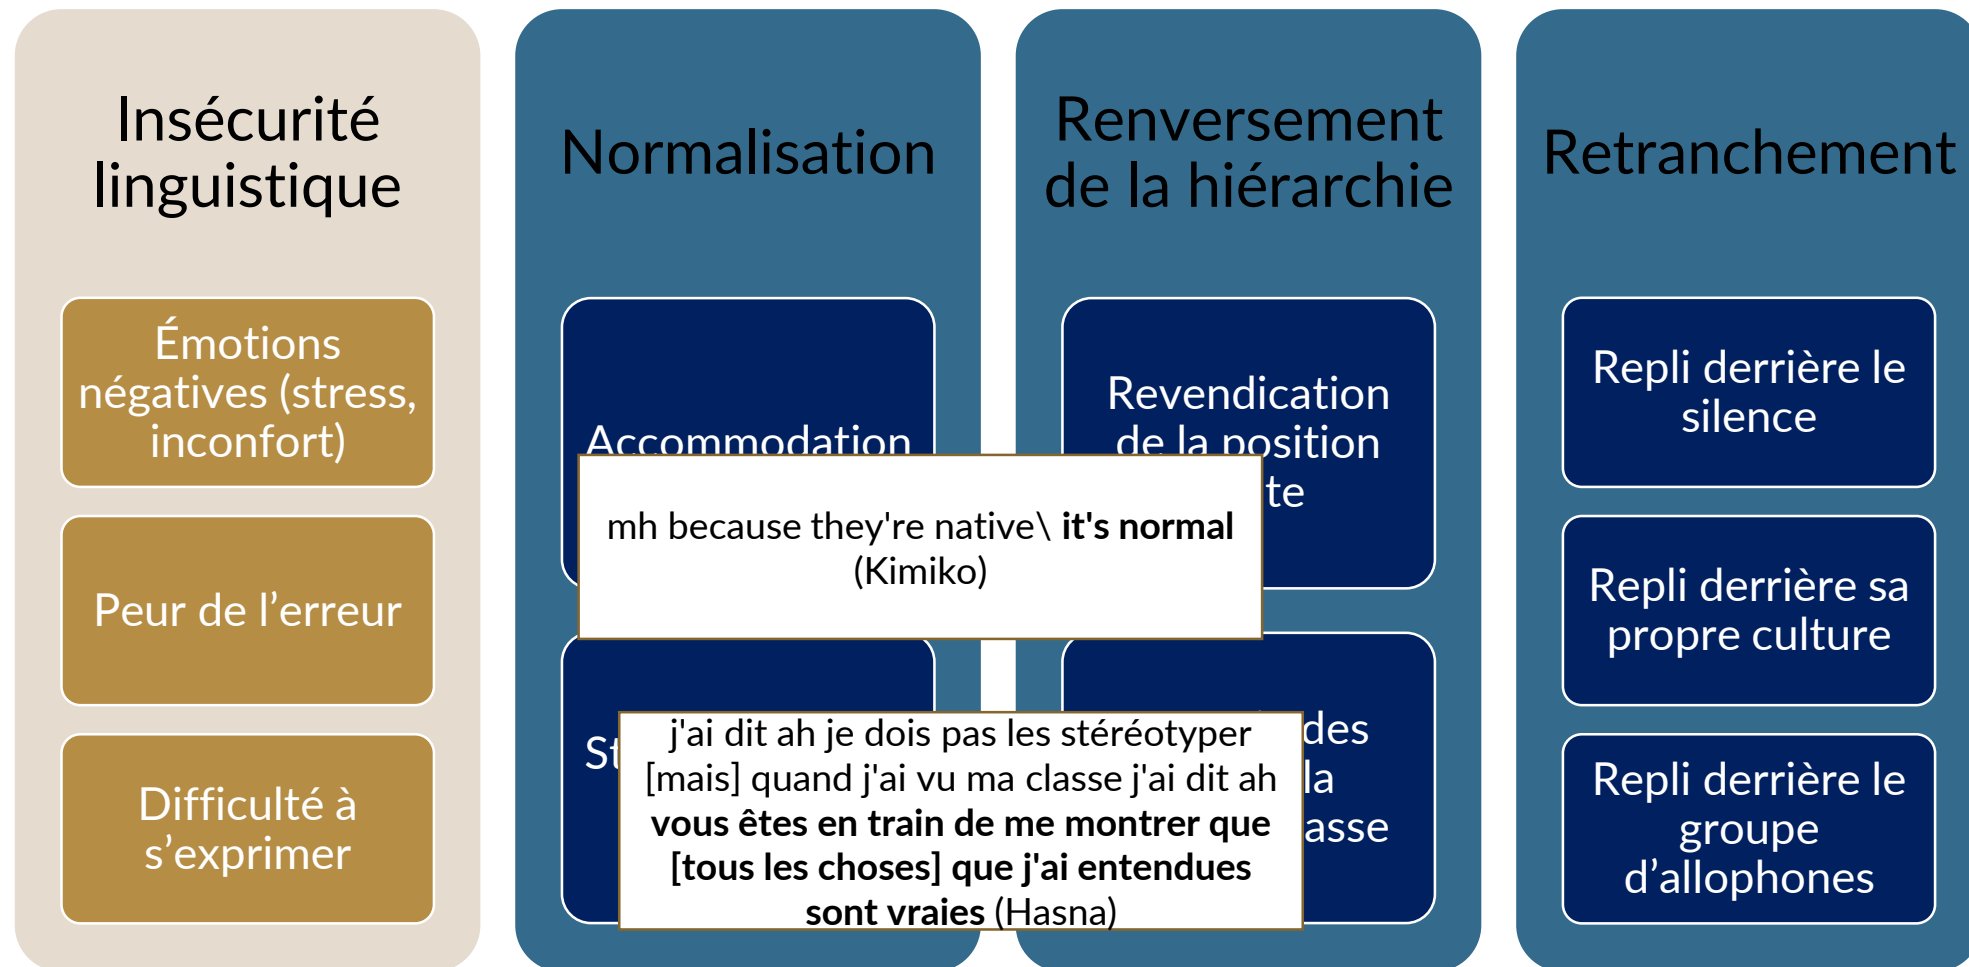 Insécurité
linguistique
Émotions
négatives (stress,
inconfort)
Peur de l’erreur
Difficulté à
s’exprimer
Normalisation
Accommodation
Renversement
de la hiérarchie
Revendication
de la position
mh because they're native\ it's normal
(Kimiko)
j'ai dit ah je dois pas les stéréotyper
[mais] quand j'ai vu ma classe j'ai dit ah
vous êtes en train de me montrer que
[tous les choses] que j'ai entendues
sont vraies (Hasna)
des
la
Retranchement
Repli derrière le
silence
Repli derrière sa
propre culture
Repli derrière le
groupe
d’allophones